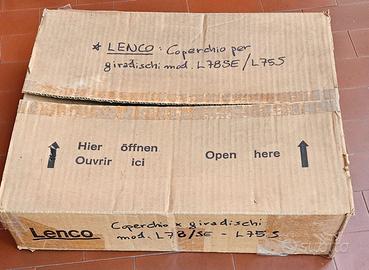 * LENCO: Coperchio per
giradischi mod. L78SE/L75S
Hier öffnen
Ouvrir ici
Open here
Lenco
Coperchio x giradischi
mod. L78/SE - L75S
subito